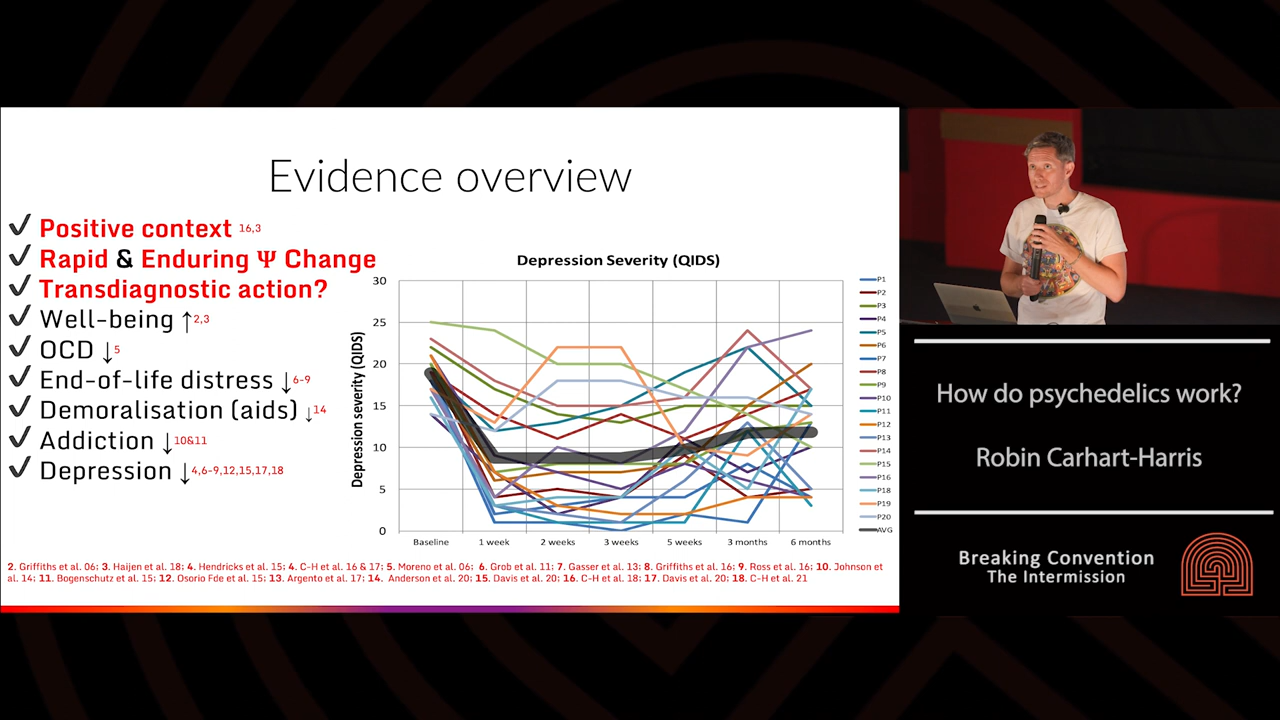 Evidence overview
✓ Positive context 16,3
✓ Rapid & Enduring Ψ Change
✓ Transdiagnostic action?
✓ Well-being ↑2,3
✓ OCD ↓5
✓ End-of-life distress ↓6-9
✓ Demoralisation (aids) ↓14
✓ Addiction ↓10&11
✓ Depression ↓4,6-9,12,15,17,18
Depression Severity (QIDS)
Depression severity (QIDS)
30
25
20
15
10
5
0
Baseline
1 week
2 weeks
3 weeks
5 weeks
3 months
6 months
P1
P2
P3
P4
P5
P6
P7
P8
P9
P10
P11
P12
P13
P14
P15
P16
P18
P19
P20
AVG
2. Griffiths et al. 06; 3. Haijen et al. 18; 4. Hendricks et al. 15; 4. C-H et al. 16 & 17; 5. Moreno et al. 06; 6. Grob et al. 11; 7. Gasser et al. 13; 8. Griffiths et al. 16; 9. Ross et al. 16; 10. Johnson et
al. 14; 11. Bogenschutz et al. 15; 12. Osorio Fde et al. 15; 13. Argento et al. 17; 14. Anderson et al. 20; 15. Davis et al. 20; 16. C-H et al. 18; 17. Davis et al. 20; 18. C-H et al. 21
How do psychedelics work?
Robin Carhart-Harris
Breaking Convention
The Intermission